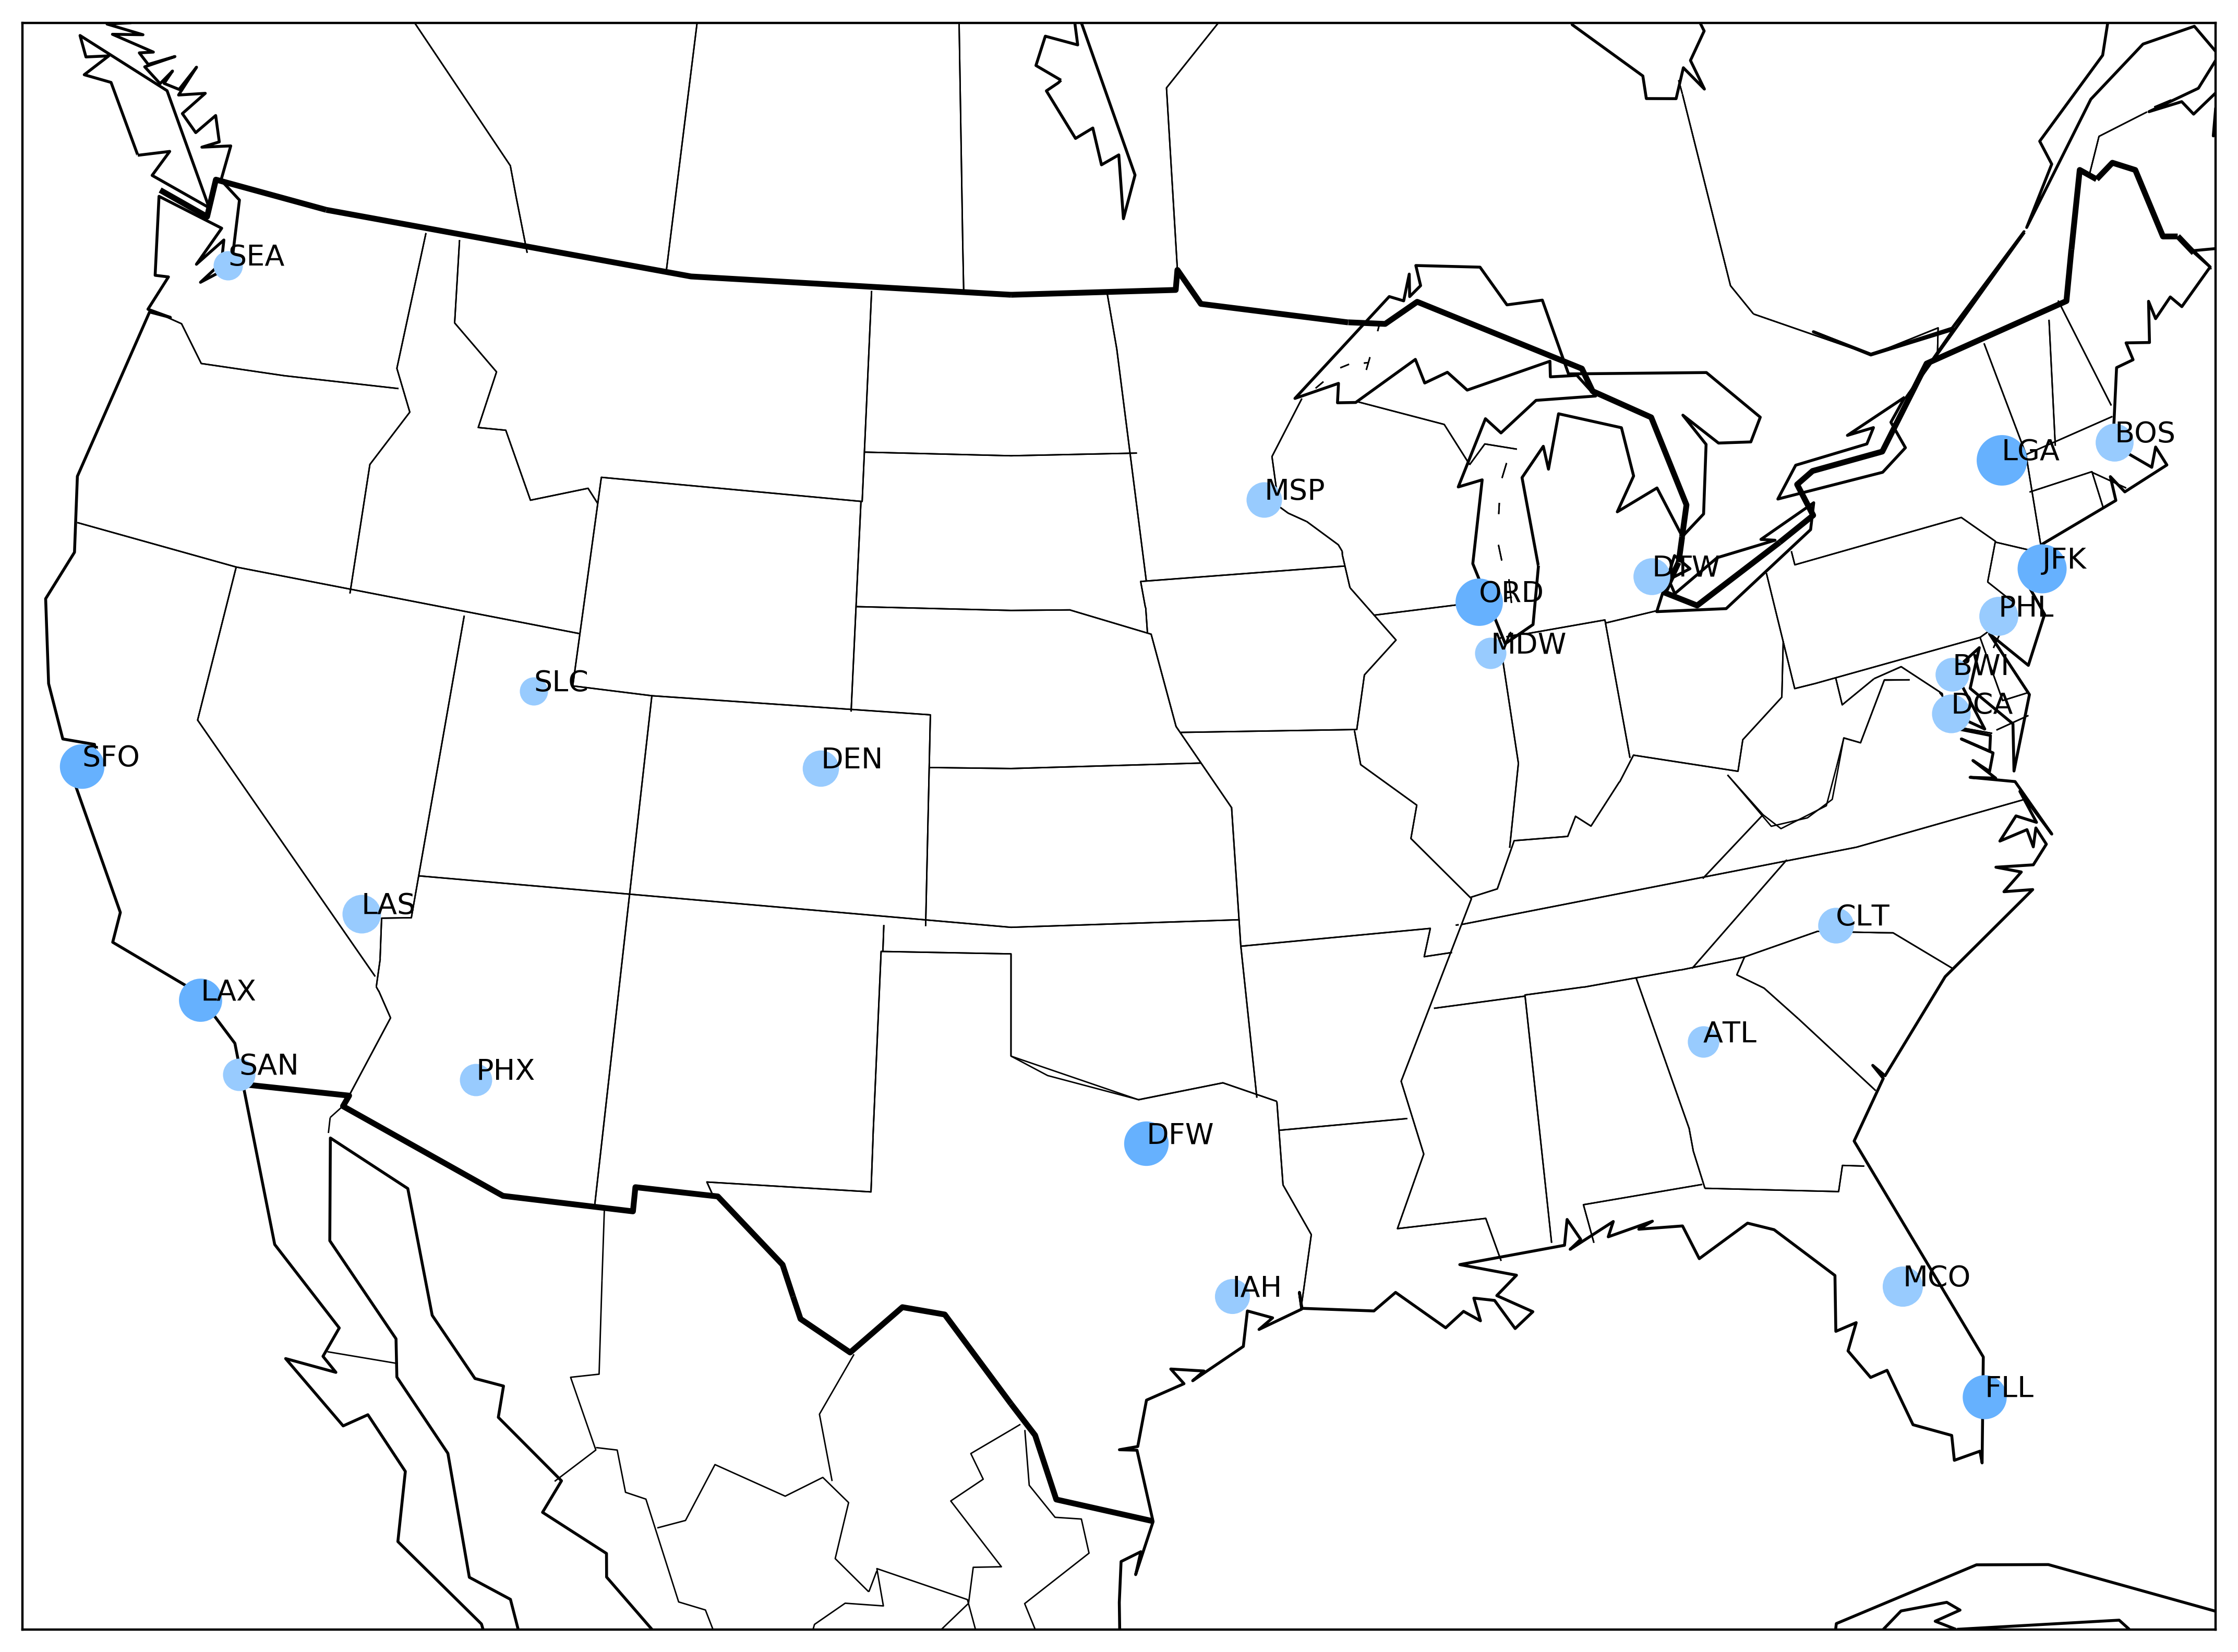 SEA
BOS
LGA
MSP
JFK
DTW
ORD
PHL
MDW
BWI
SLC
DCA
SFO
DEN
LAS
CLT
LAX
ATL
SAN
PHX
DFW
MCO
IAH
FLL